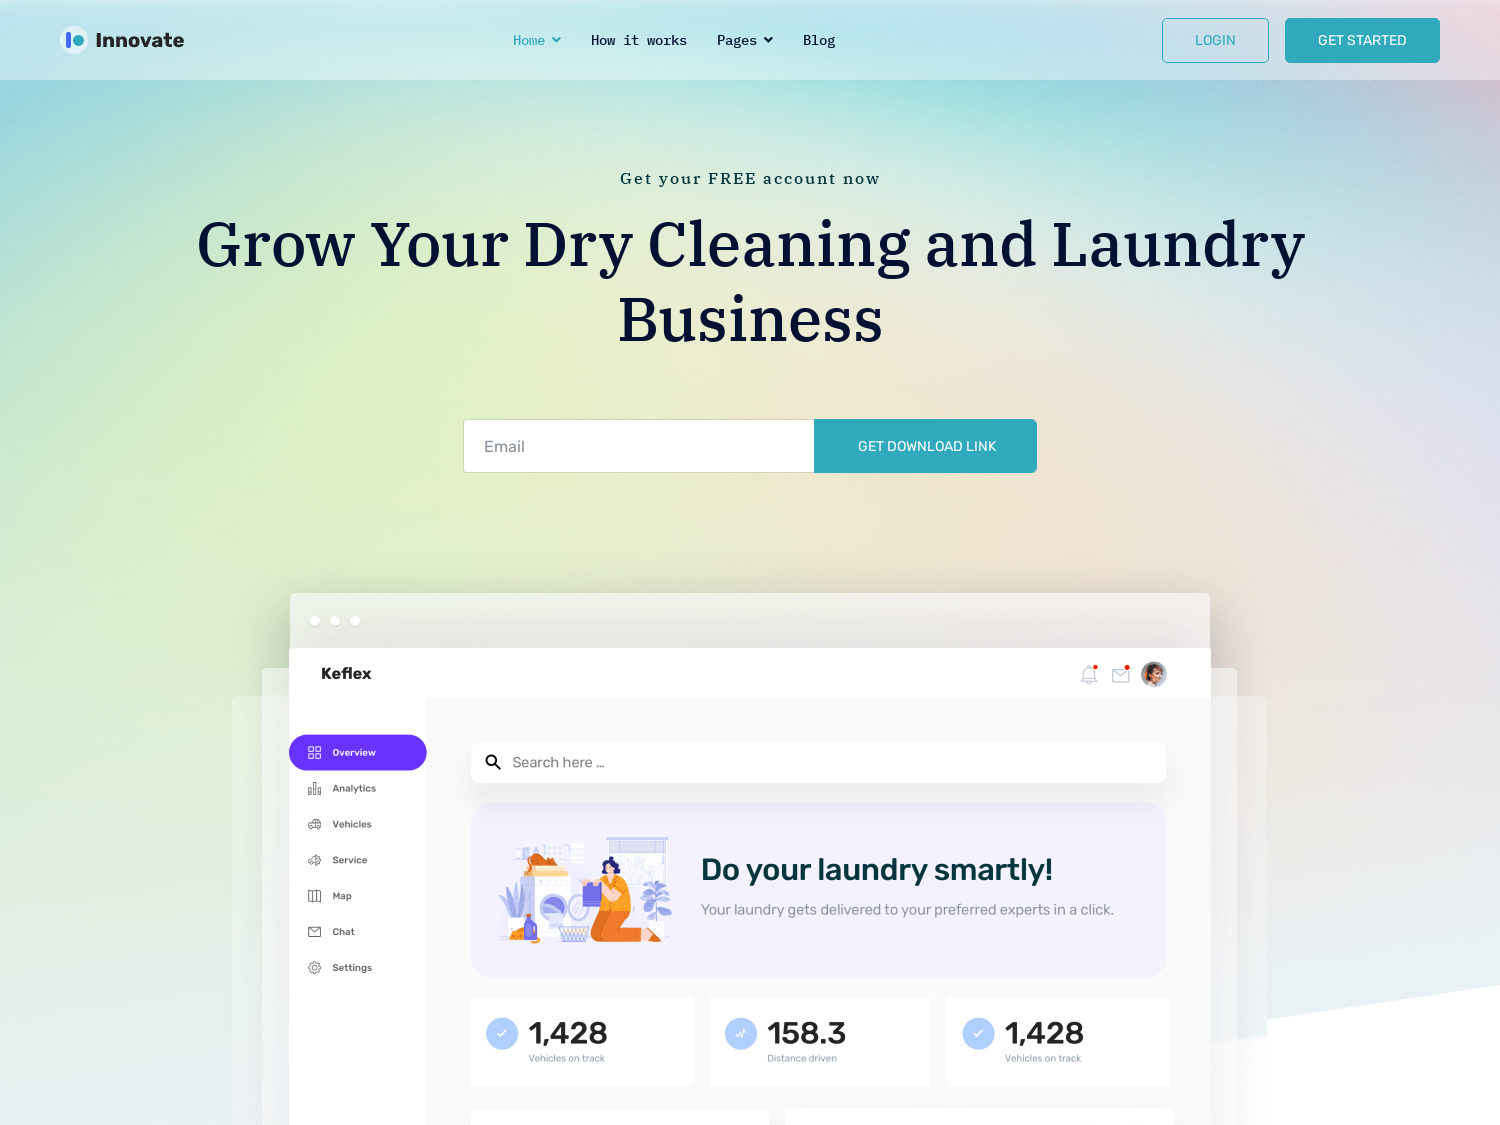 Innovate
Home
How it works
Pages
Blog
LOGIN
GET STARTED
Get your FREE account now
Grow Your Dry Cleaning and Laundry
Business
Email
GET DOWNLOAD LINK
Keflex
Overview
Analytics
Vehicles
Service
Map
Chat
Settings
Search here ...
Do your laundry smartly!
Your laundry gets delivered to your preferred experts in a click.
1,428
Vehicles on track
158.3
Distance driven
1,428
Vehicles on track